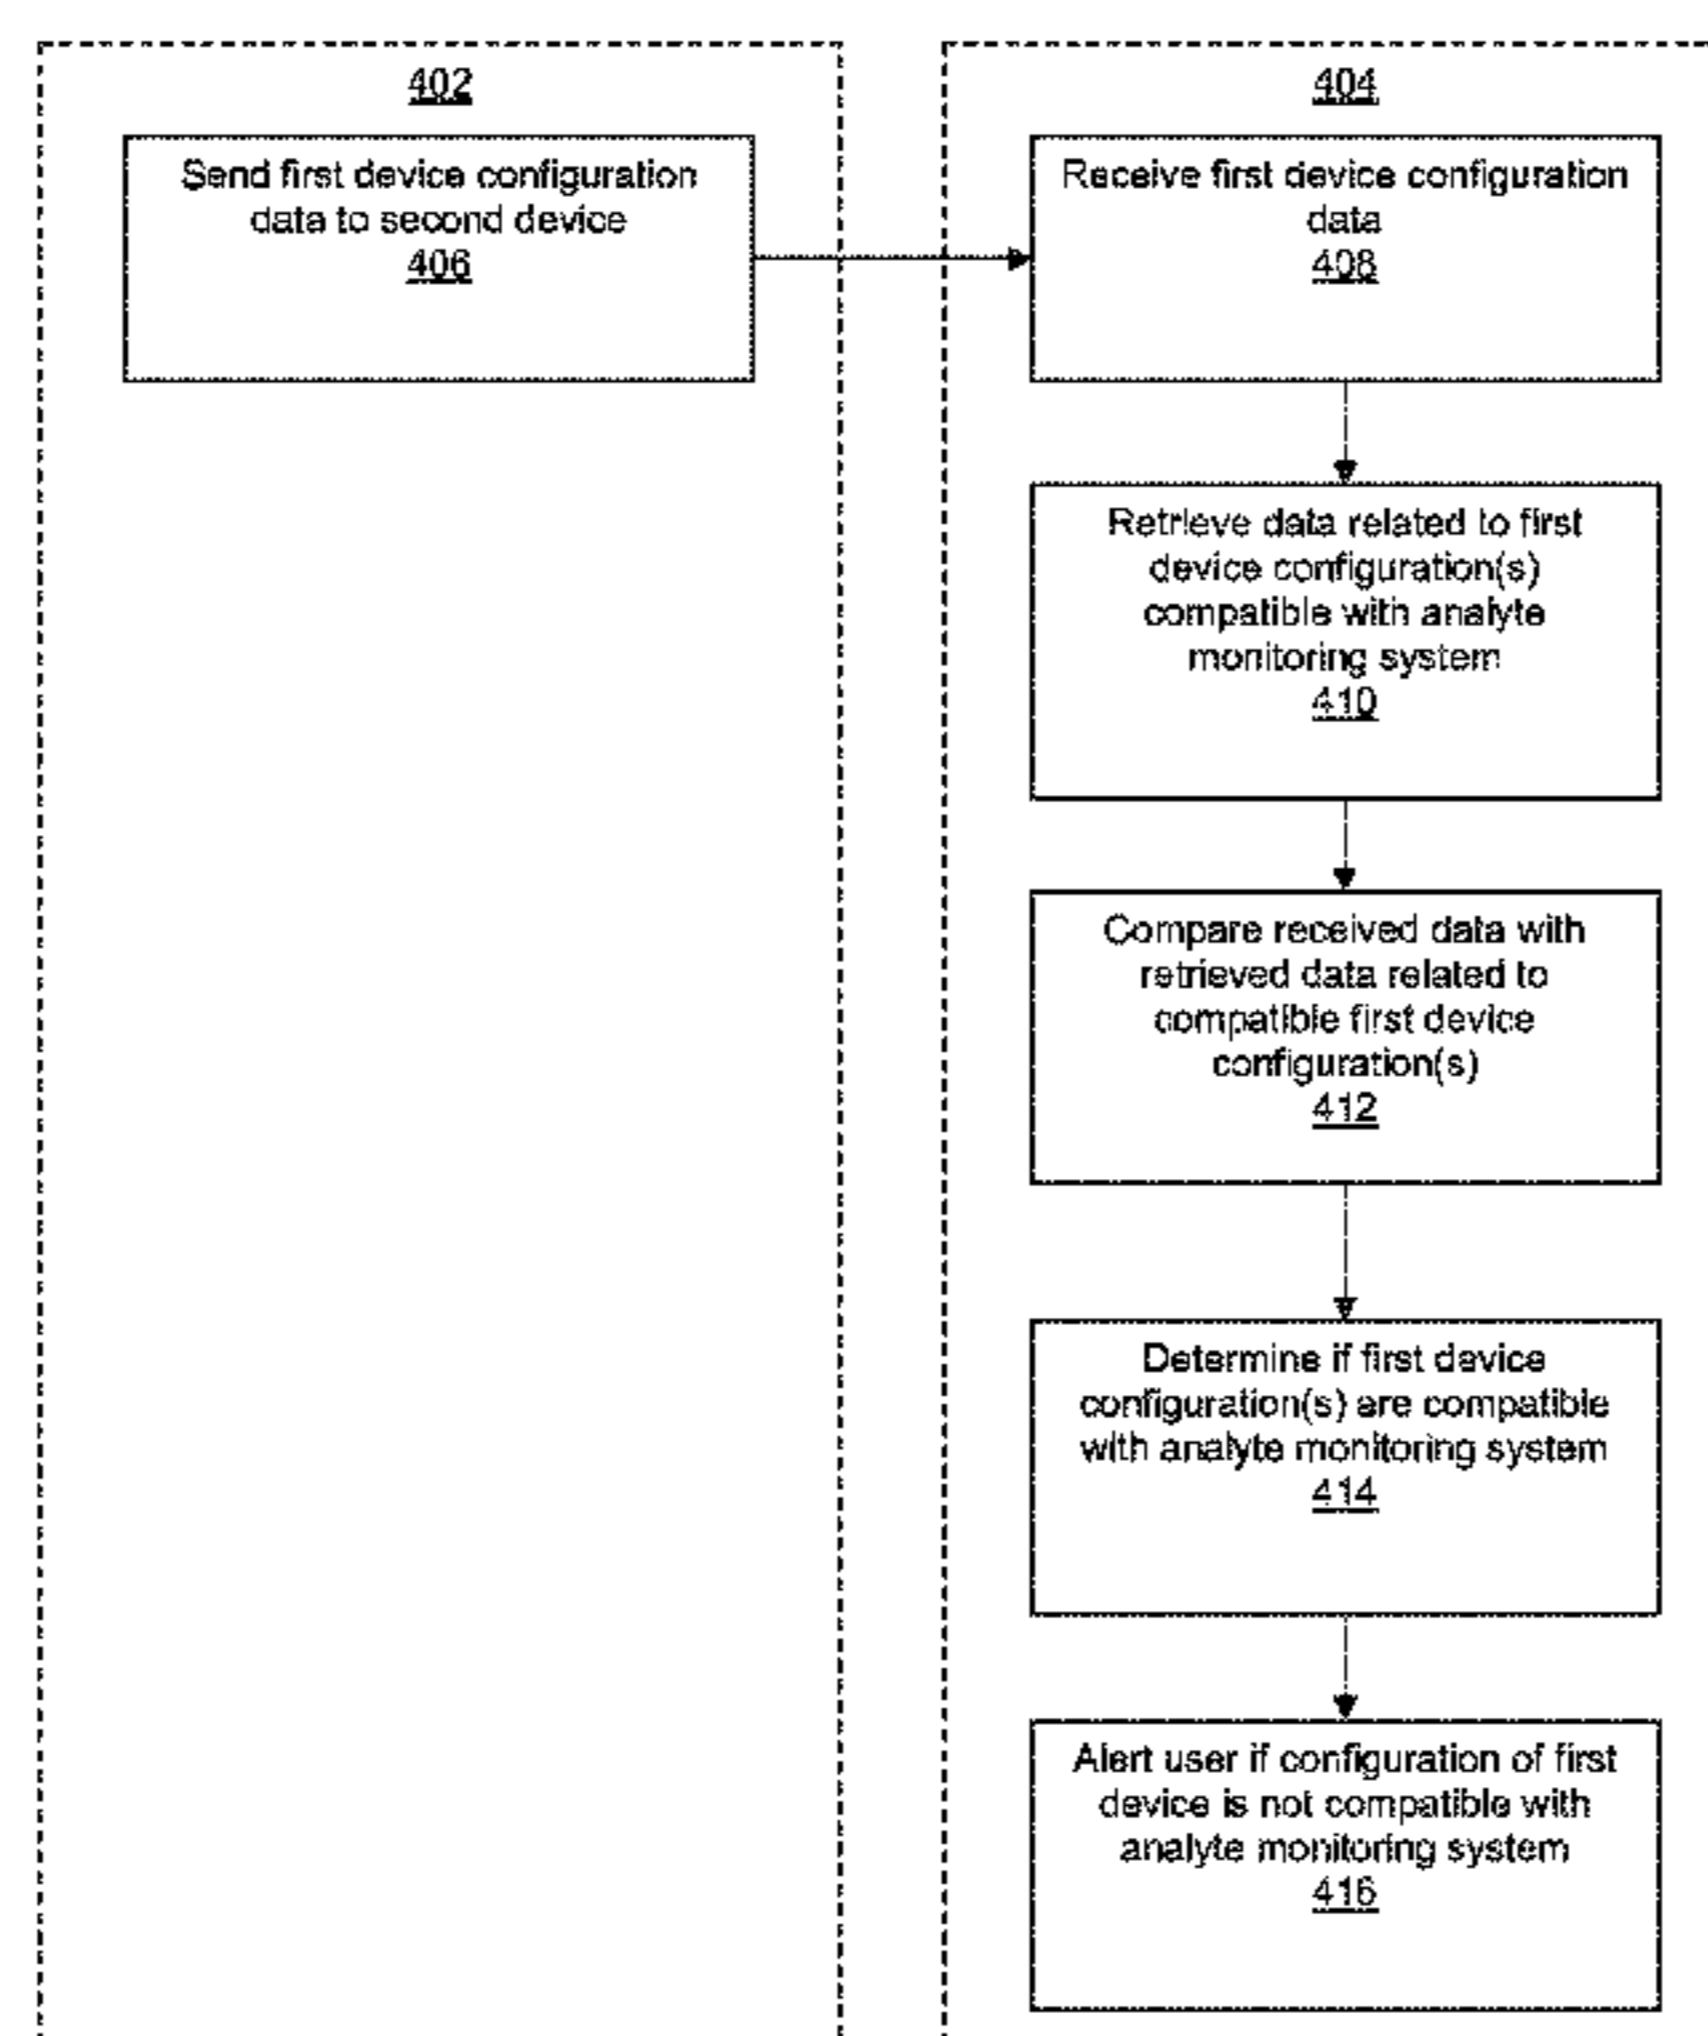 402
Send first device configuration
data to second device
406
404
Receive first device configuration
data
408
Retrieve data related to first
device configuration(s)
compatible with analyte
monitoring system
410
Compare received data with
retrieved data related to
compatible first device
configuration(s)
412
Determine if first device
configuration(s) are compatible
with analyte monitoring system
414
Alert user if configuration of first
device is not compatible with
analyte monitoring system
416